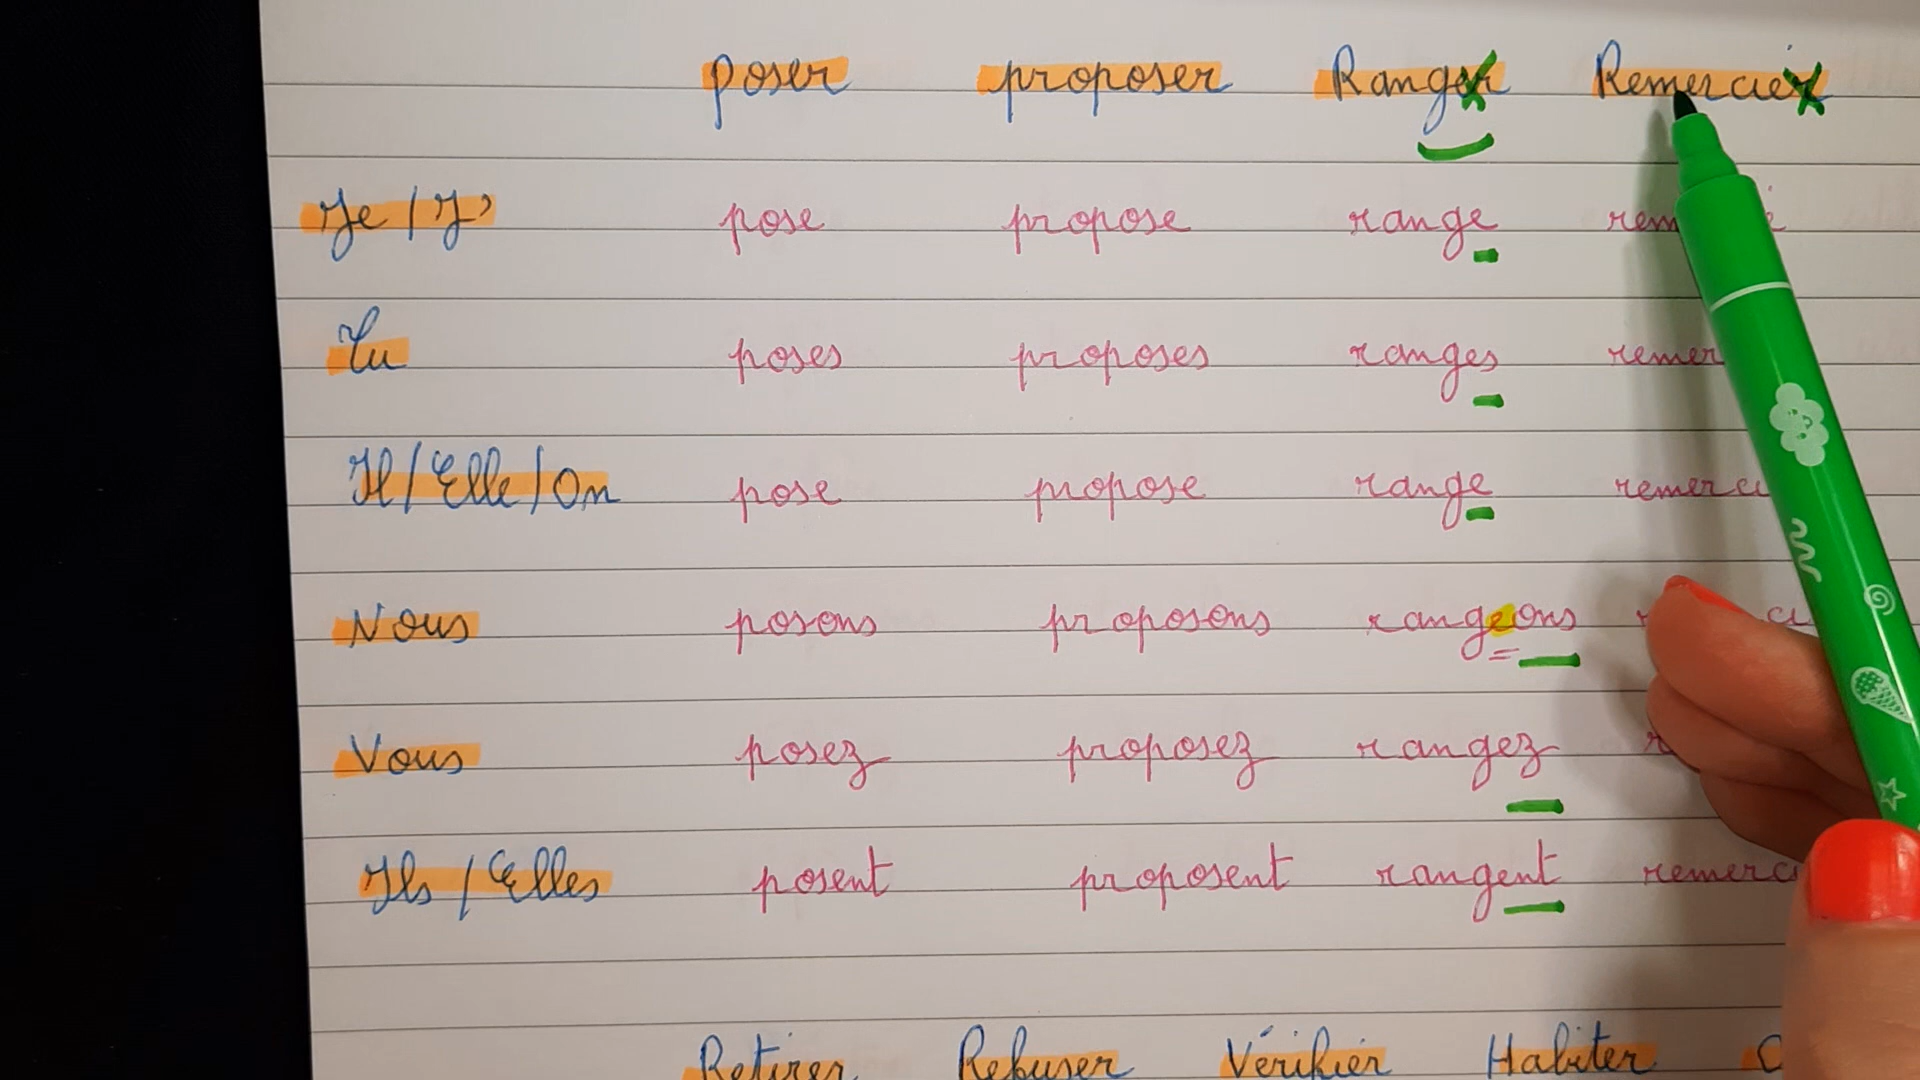 poser proposer Ranger Remercier
Je / J' pose propose range
Tu poses proposes ranges
Il / Elle / On pose propose range
Nous posons proposons rangeons
Vous posez proposez rangez
Ils / Elles posent proposent rangent
Retirer Refuser Vérifier Habiter